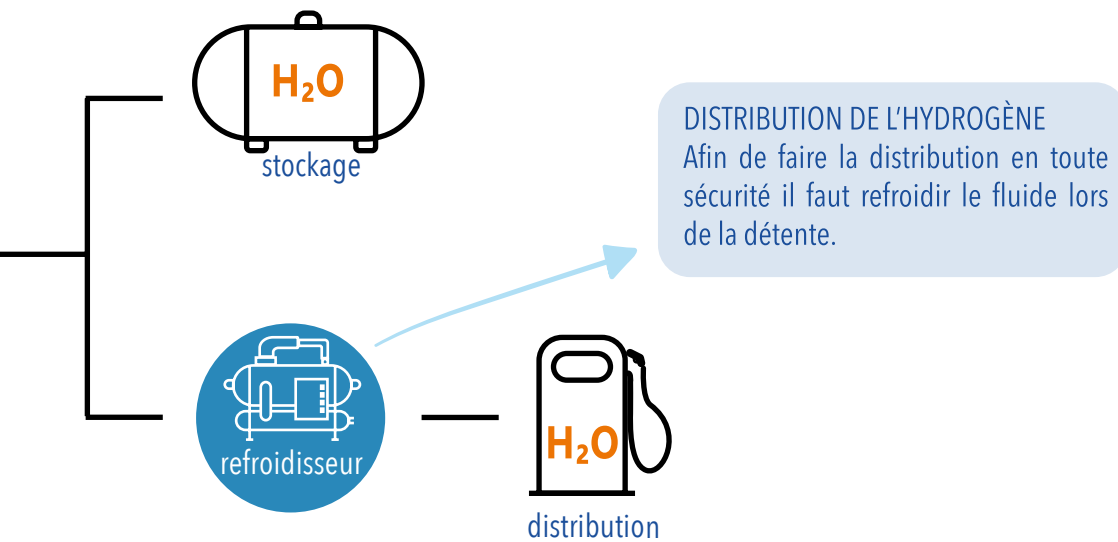 H₂O
stockage
DISTRIBUTION DE L'HYDROGÈNE
Afin de faire la distribution en toute
sécurité il faut refroidir le fluide lors
de la détente.
refroidisseur
H₂O
distribution